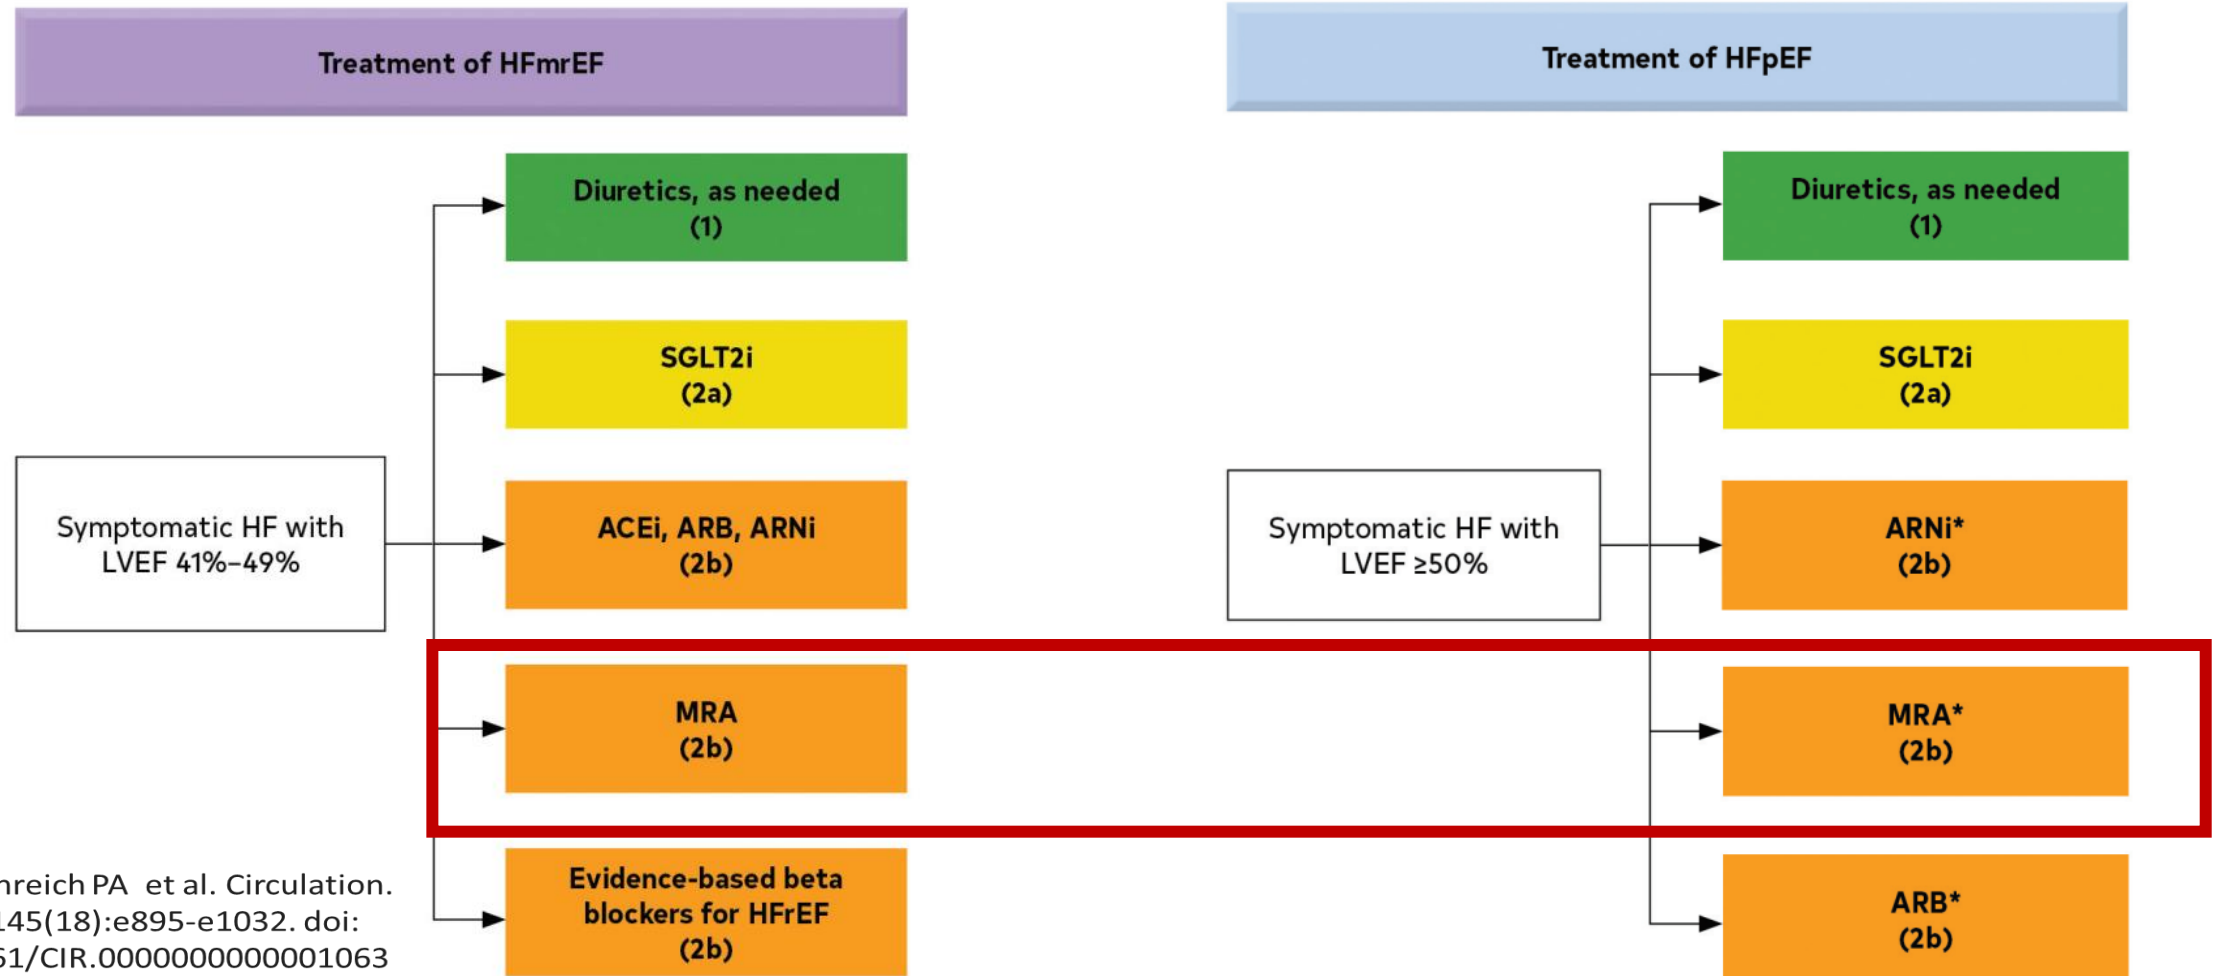 Treatment of HFmrEF
Diuretics, as needed
(1)
SGLT2i
(2a)
Symptomatic HF with
LVEF 41%–49%
ACEi, ARB, ARNi
(2b)
MRA
(2b)
Evidence-based beta
blockers for HFrEF
(2b)
Treatment of HFpEF
Diuretics, as needed
(1)
SGLT2i
(2a)
Symptomatic HF with
LVEF ≥50%
ARNi*
(2b)
MRA*
(2b)
ARB*
(2b)
nreich PA et al. Circulation.
145(18):e895-e1032. doi:
61/CIR.0000000000001063